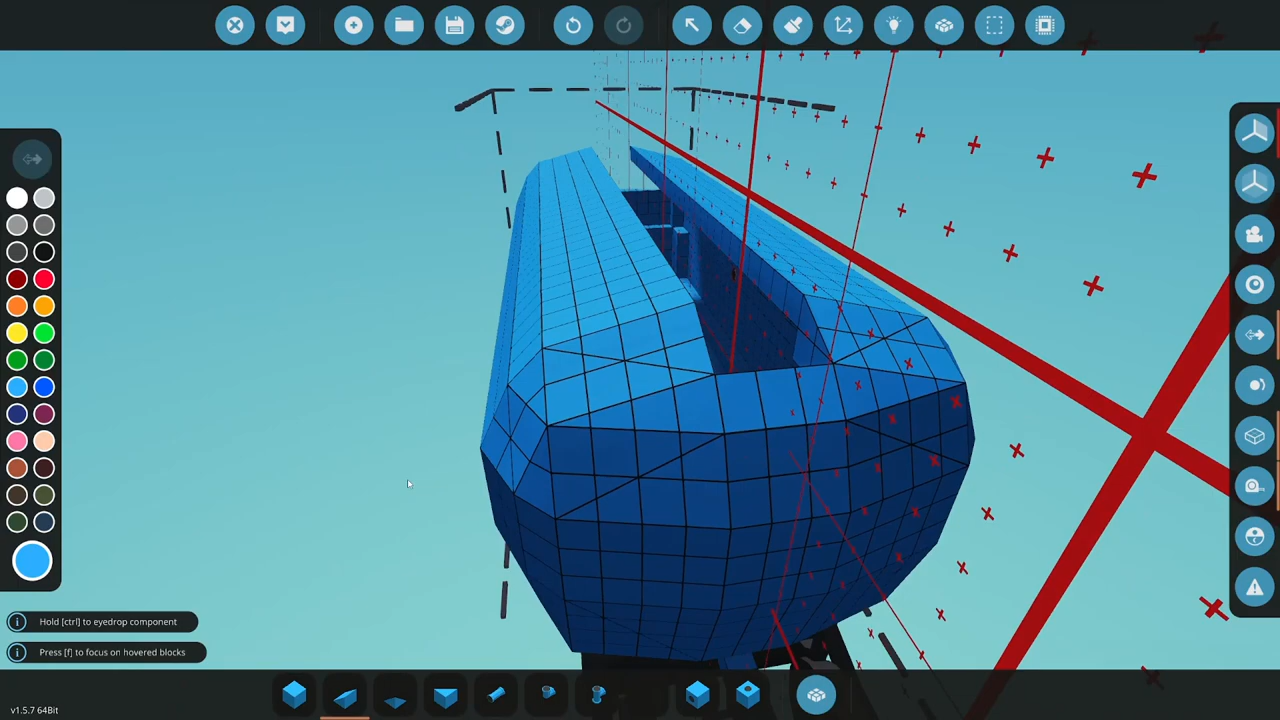 Hold [ctrl] to eyedrop component
Press [f] to focus on hovered blocks
v1.5.7 64Bit